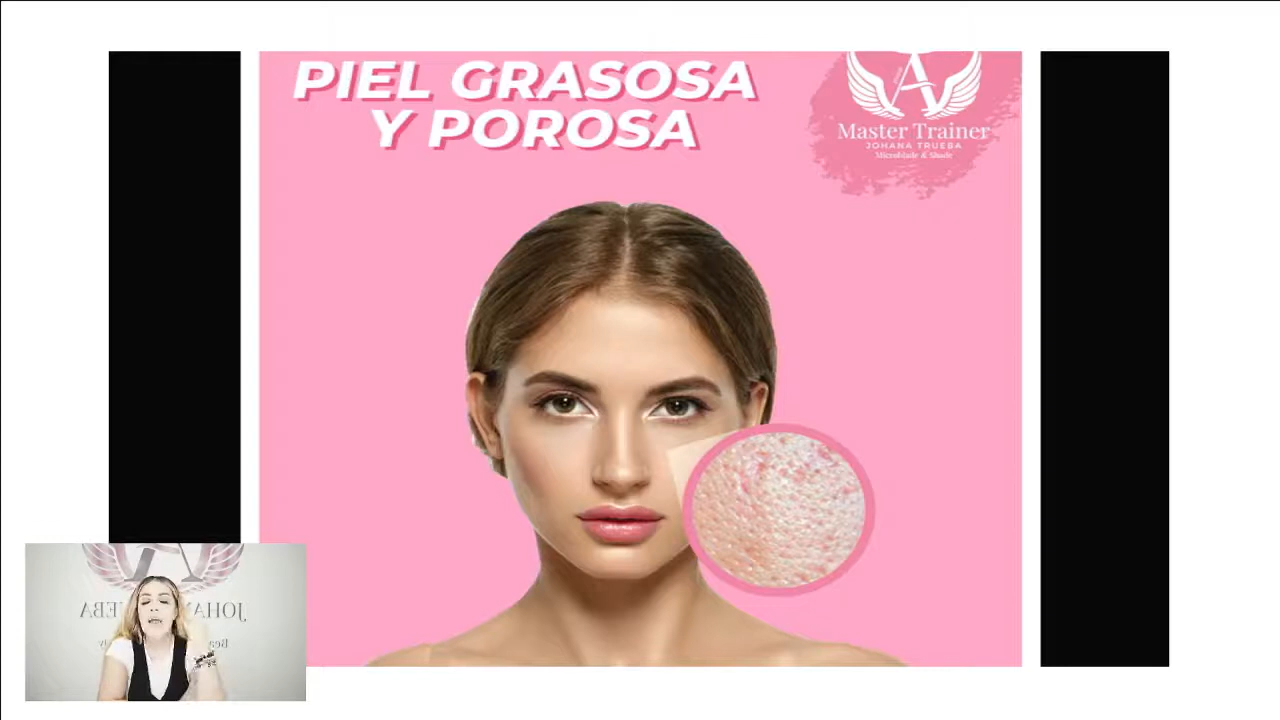 PIEL GRASOSA
Y POROSA
A
Master Trainer
JOHANA TRUEBA
Microblade & Shade